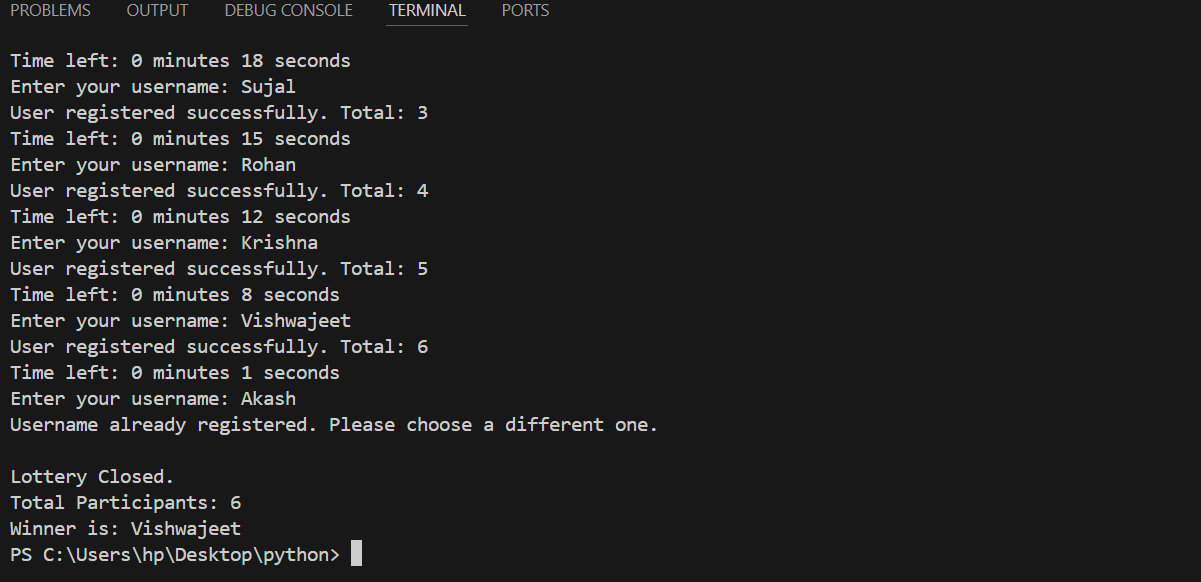 PROBLEMS OUTPUT DEBUG CONSOLE TERMINAL PORTS
Time left: 0 minutes 18 seconds
Enter your username: Sujal
User registered successfully. Total: 3
Time left: 0 minutes 15 seconds
Enter your username: Rohan
User registered successfully. Total: 4
Time left: 0 minutes 12 seconds
Enter your username: Krishna
User registered successfully. Total: 5
Time left: 0 minutes 8 seconds
Enter your username: Vishwajeet
User registered successfully. Total: 6
Time left: 0 minutes 1 seconds
Enter your username: Akash
Username already registered. Please choose a different one.
Lottery Closed.
Total Participants: 6
Winner is: Vishwajeet
PS C:\Users\hp\Desktop\python>